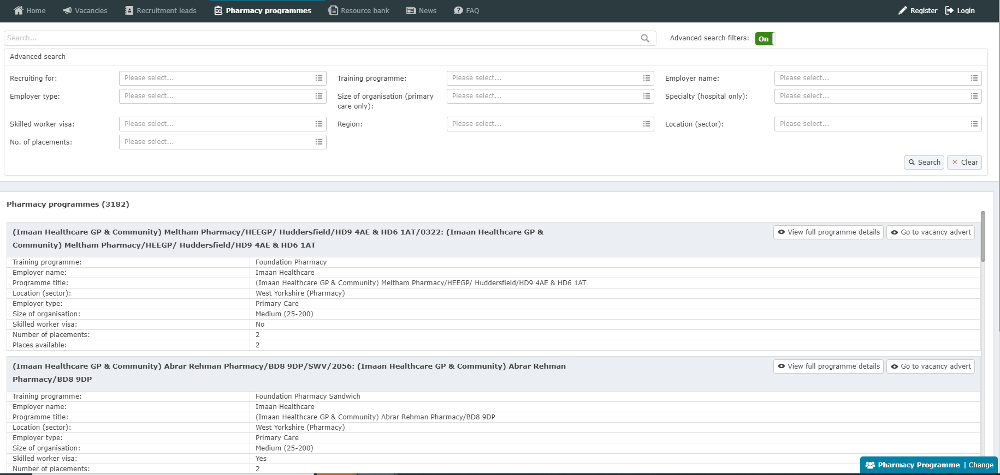 Home Vacancies Recruitment leads Pharmacy programmes Resource bank News FAQ Register Login
Search... Advanced search filters: On
Advanced search
Recruiting for: Please select... Training programme: Please select... Employer name: Please select...
Employer type: Please select... Size of organisation (primary Please select... Specialty (hospital only): Please select...
care only):
Skilled worker visa: Please select... Region: Please select... Location (sector): Please select...
No. of placements: Please select...
Search Clear
Pharmacy programmes (3182)
(Imaan Healthcare GP & Community) Meltham Pharmacy/HEEGP/ Huddersfield/HD9 4AE & HD6 1AT/0322: (Imaan Healthcare GP & View full programme details Go to vacancy advert
Community) Meltham Pharmacy/HEEGP/ Huddersfield/HD9 4AE & HD6 1AT
Training programme: Foundation Pharmacy
Employer name: Imaan Healthcare
Programme title: (Imaan Healthcare GP & Community) Meltham Pharmacy/HEEGP/ Huddersfield/HD9 4AE & HD6 1AT
Location (sector): West Yorkshire (Pharmacy)
Employer type: Primary Care
Size of organisation: Medium (25-200)
Skilled worker visa: No
Number of placements: 2
Places available: 2
(Imaan Healthcare GP & Community) Abrar Rehman Pharmacy/BD8 9DP/SWV/2056: (Imaan Healthcare GP & Community) Abrar Rehman View full programme details Go to vacancy advert
Pharmacy/BD8 9DP
Training programme: Foundation Pharmacy Sandwich
Employer name: Imaan Healthcare
Programme title: (Imaan Healthcare GP & Community) Abrar Rehman Pharmacy/BD8 9DP
Location (sector): West Yorkshire (Pharmacy)
Employer type: Primary Care
Size of organisation: Medium (25-200)
Skilled worker visa: Yes
Number of placements: 2
Pharmacy Programme | Change